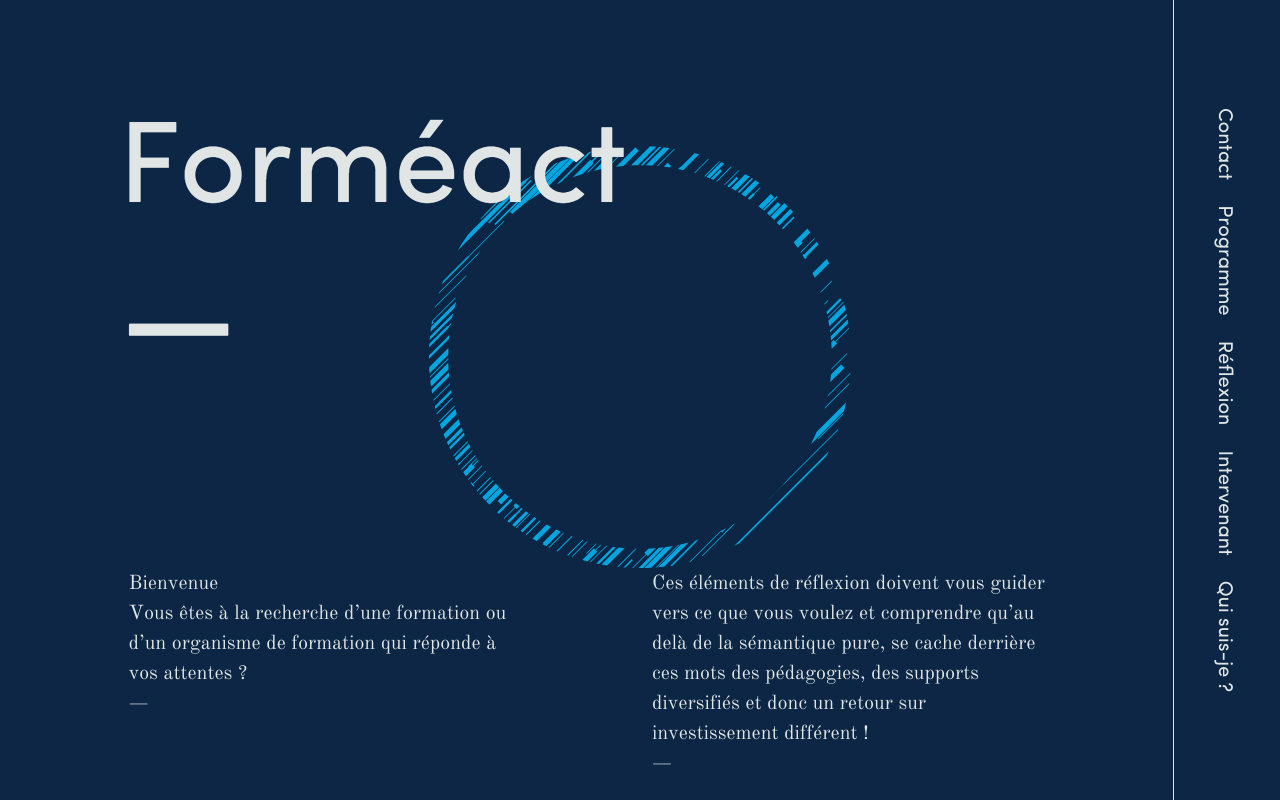 Forméact
Bienvenue
Vous êtes à la recherche d’une formation ou
d’un organisme de formation qui réponde à
vos attentes ?
—
Ces éléments de réflexion doivent vous guider
vers ce que vous voulez et comprendre qu’au
delà de la sémantique pure, se cache derrière
ces mots des pédagogies, des supports
diversifiés et donc un retour sur
investissement différent !
—
Contact
Programme
Réflexion
Intervenant
Qui suis-je ?